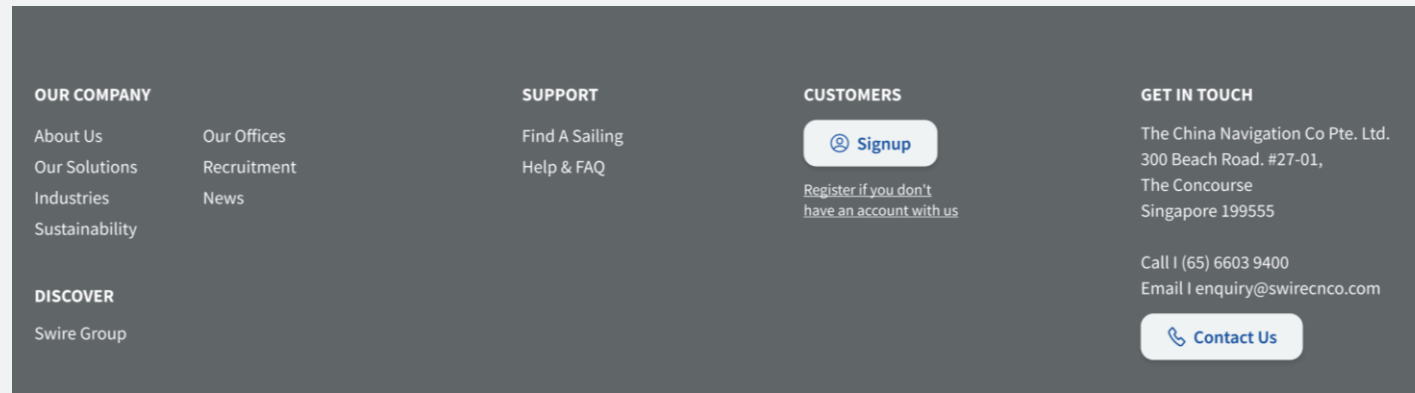 OUR COMPANY
About Us
Our Solutions
Industries
Sustainability
Our Offices
Recruitment
News
DISCOVER
Swire Group
SUPPORT
Find A Sailing
Help & FAQ
CUSTOMERS
Signup
Register if you don't
have an account with us
GET IN TOUCH
The China Navigation Co Pte. Ltd.
300 Beach Road. #27-01,
The Concourse
Singapore 199555
Call I (65) 6603 9400
Email I enquiry@swirecnco.com
Contact Us